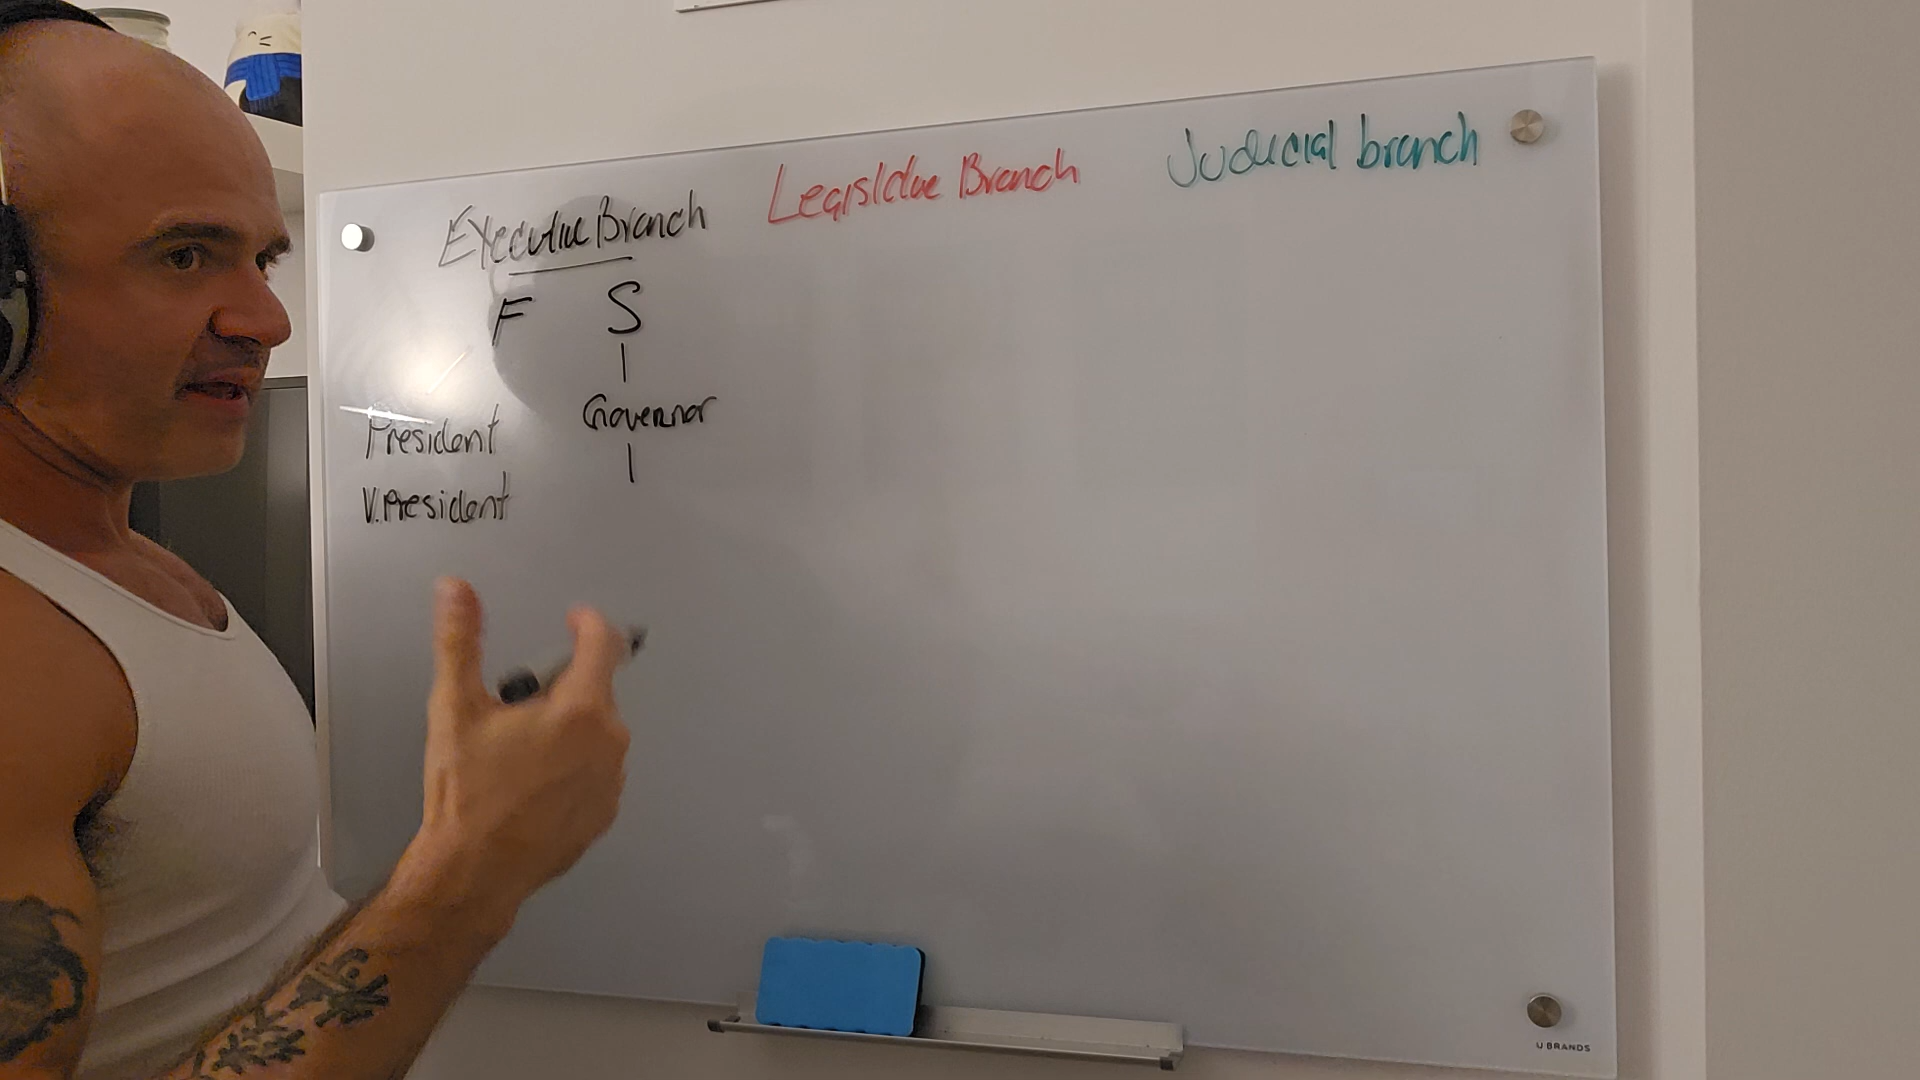 Executive Branch
Legislative Branch
Judicial branch
F S
Governor
President
V. President
U BRANDS